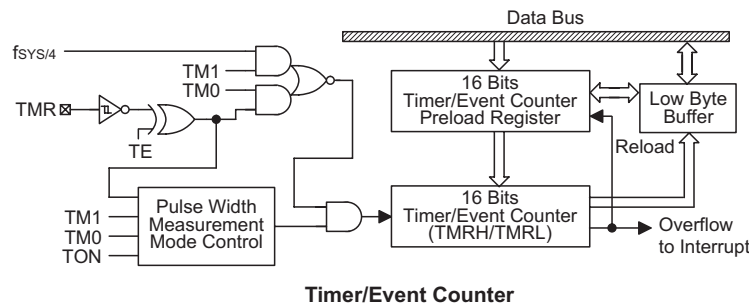 Data Bus
fSYS/4
TM1
TM0
TMR
TE
16 Bits
Timer/Event Counter
Preload Register
Low Byte
Buffer
Reload
TM1
TM0
TON
Pulse Width
Measurement
Mode Control
16 Bits
Timer/Event Counter
(TMRH/TMRL)
Overflow
to Interrupt
Timer/Event Counter